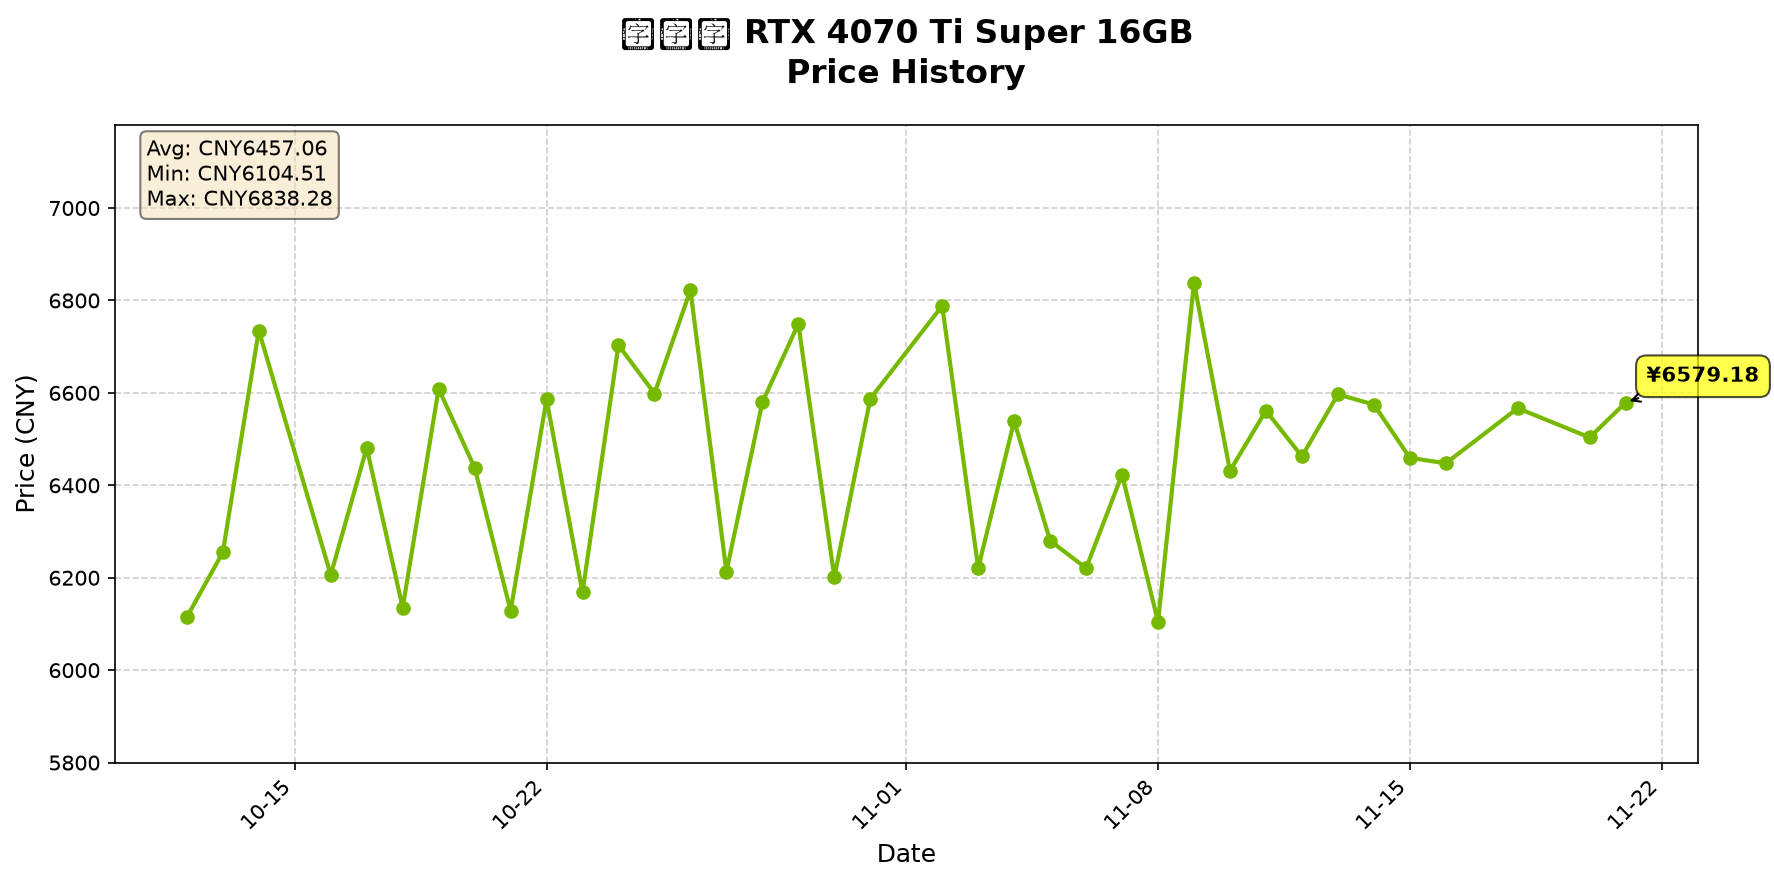 RTX 4070 Ti Super 16GB
Price History
Avg: CNY6457.06
Min: CNY6104.51
Max: CNY6838.28
¥6579.18
Price (CNY)
7000
6800
6600
6400
6200
6000
5800
10-15
10-22
11-01
11-08
11-15
11-22
Date